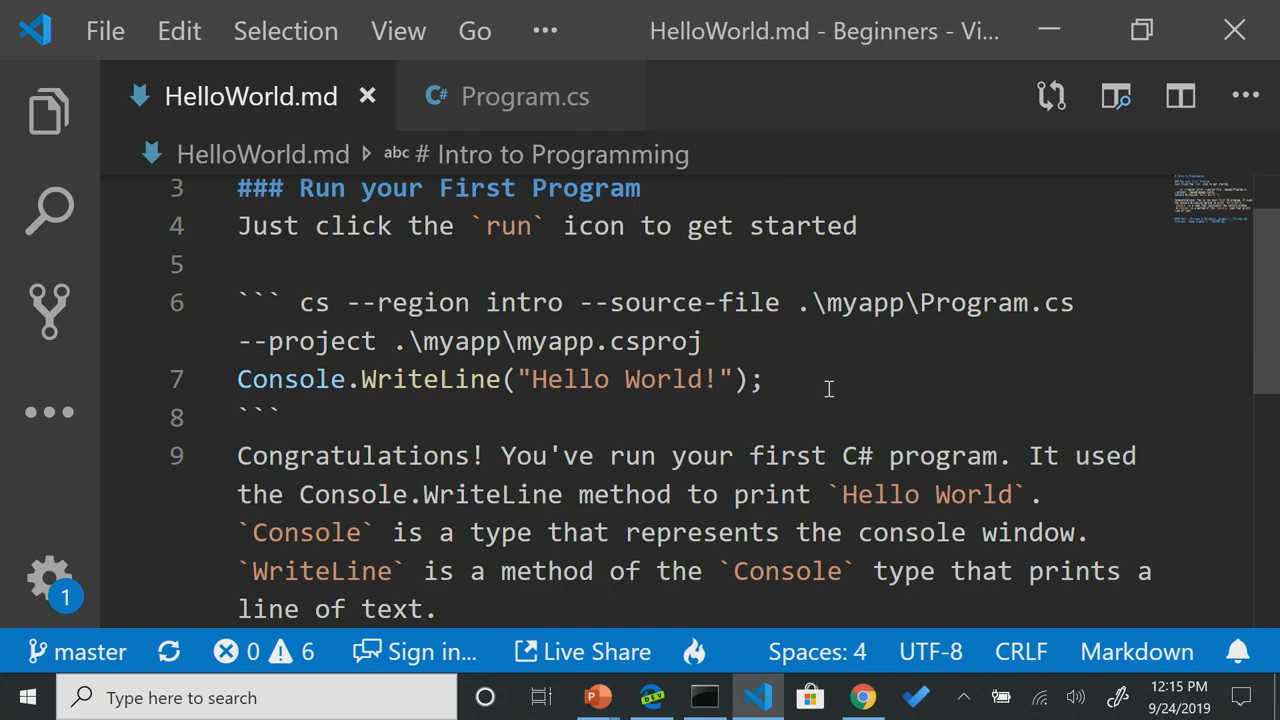 File Edit Selection View Go ••• HelloWorld.md - Beginners - Vi...
HelloWorld.md C# Program.cs
HelloWorld.md abc # Intro to Programming
3 ### Run your First Program
4 Just click the `run` icon to get started
5
6 ``` cs --region intro --source-file .\myapp\Program.cs
--project .\myapp\myapp.csproj
7 Console.WriteLine("Hello World!");
8 ```
9 Congratulations! You've run your first C# program. It used
the Console.WriteLine method to print `Hello World`.
`Console` is a type that represents the console window.
`WriteLine` is a method of the `Console` type that prints a
line of text.
1
master 0 6 Sign in... Live Share Spaces: 4 UTF-8 CRLF Markdown
Type here to search
12:15 PM
9/24/2019